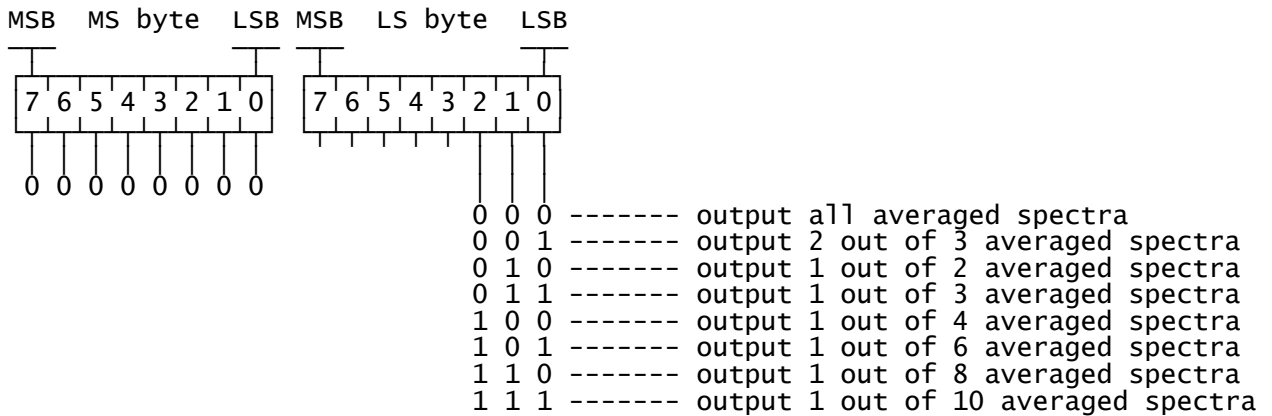 MSB MS byte LSB MSB LS byte LSB
7 6 5 4 3 2 1 0 7 6 5 4 3 2 1 0
0 0 0 0 0 0 0 0
0 0 0 ------- output all averaged spectra
0 0 1 ------- output 2 out of 3 averaged spectra
0 1 0 ------- output 1 out of 2 averaged spectra
0 1 1 ------- output 1 out of 3 averaged spectra
1 0 0 ------- output 1 out of 4 averaged spectra
1 0 1 ------- output 1 out of 6 averaged spectra
1 1 0 ------- output 1 out of 8 averaged spectra
1 1 1 ------- output 1 out of 10 averaged spectra